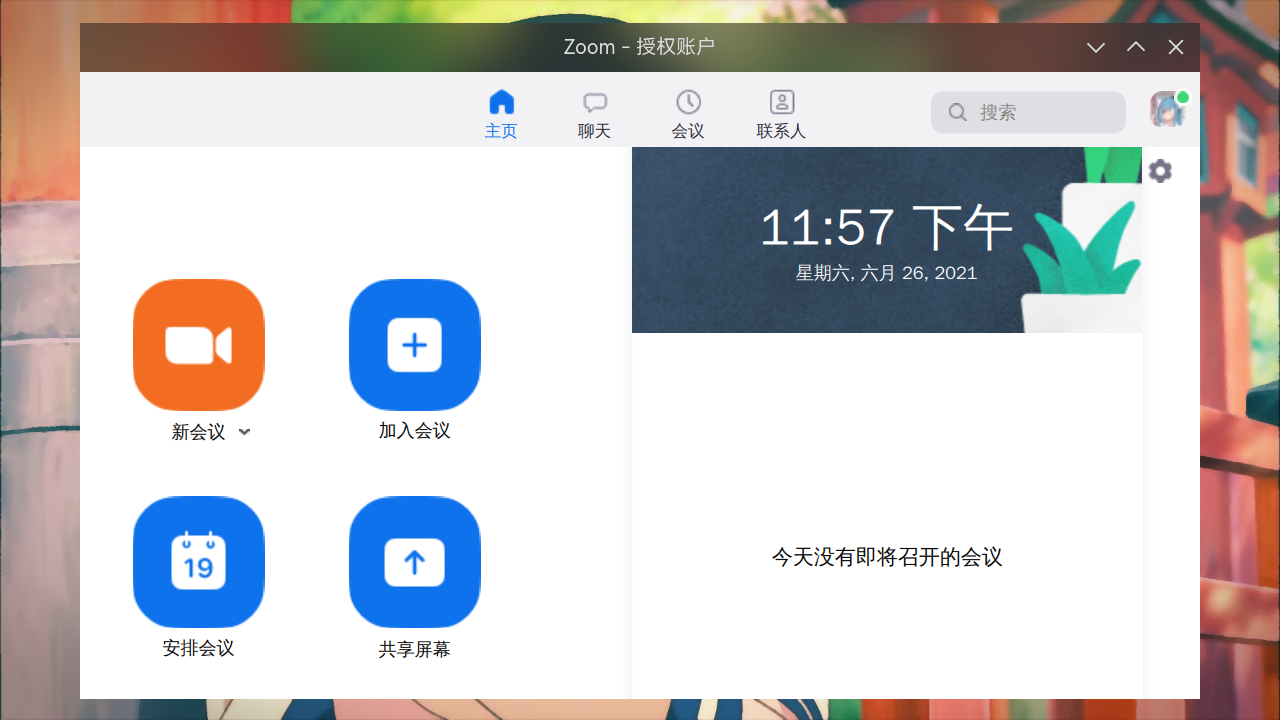 Zoom - 授权账户
主页
聊天
会议
联系人
搜索
11:57 下午
星期六, 六月 26, 2021
新会议
加入会议
19
安排会议
共享屏幕
今天没有即将召开的会议